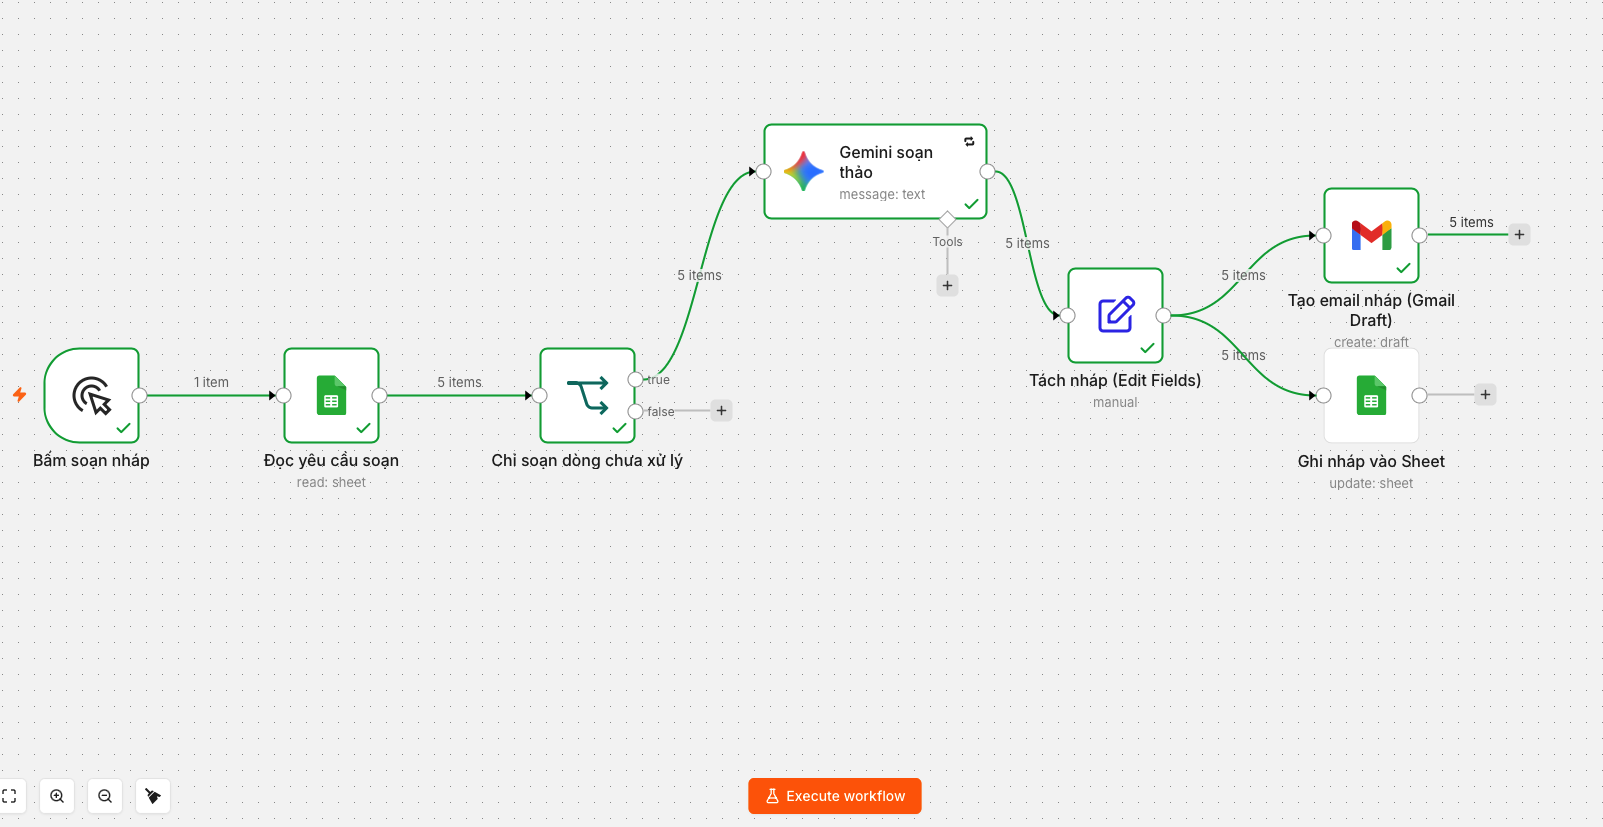 Gemini soạn
thảo
message: text
Tools
5 items
5 items
5 items
Tạo email nháp (Gmail
Draft)
create: draft
5 items
5 items
Tách nháp (Edit Fields)
manual
1 item
5 items
true
false
Bấm soạn nháp
Đọc yêu cầu soạn
read: sheet
Chỉ soạn dòng chưa xử lý
Ghi nháp vào Sheet
update: sheet
Execute workflow